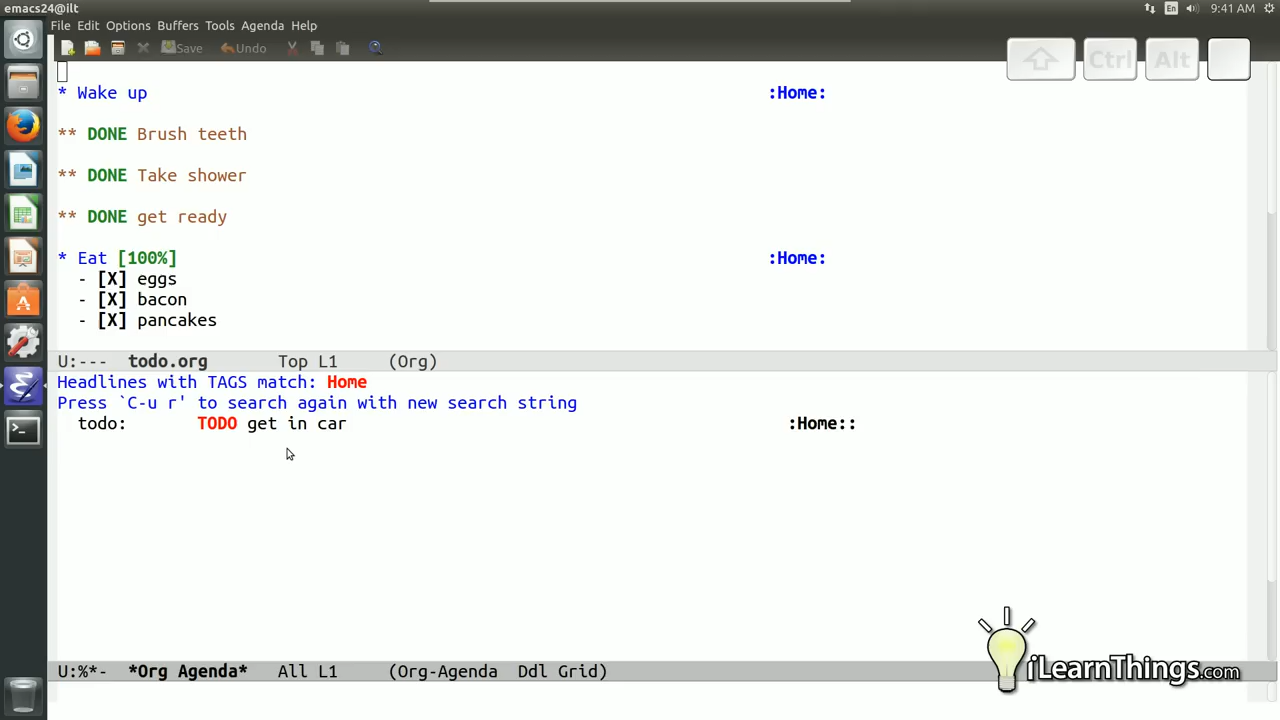 emacs24@ilt
En
9:41 AM
File Edit Options Buffers Tools Agenda Help
Save
Undo
Ctrl
Alt
* Wake up :Home:
** DONE Brush teeth
** DONE Take shower
** DONE get ready
* Eat [100%] :Home:
- [X] eggs
- [X] bacon
- [X] pancakes
U:--- todo.org Top L1 (Org)
Headlines with TAGS match: Home
Press `C-u r' to search again with new search string
todo: TODO get in car :Home::
U:%*- *Org Agenda* All L1 (Org-Agenda Ddl Grid)
iLearnThings.com